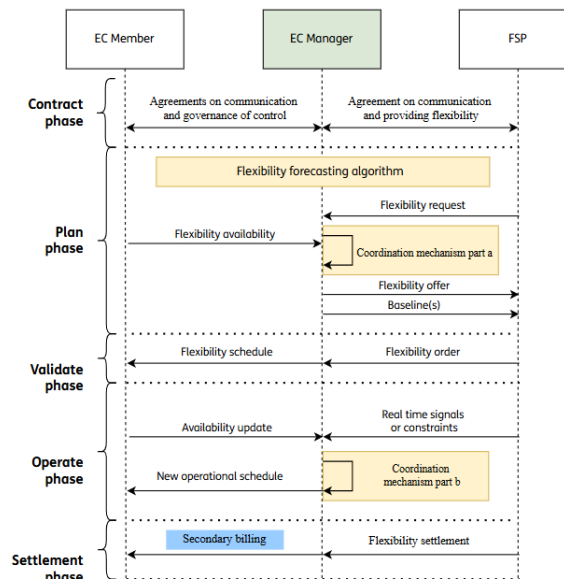 EC Member
EC Manager
FSP
Contract
phase
Agreements on communication
and governance of control
Agreement on communication
and providing flexibility
Plan
phase
Flexibility forecasting algorithm
Flexibility request
Flexibility availability
Coordination mechanism part a
Flexibility offer
Baseline(s)
Validate
phase
Flexibility schedule
Flexibility order
Operate
phase
Availability update
Real time signals
or constraints
New operational schedule
Coordination
mechanism part b
Settlement
phase
Secondary billing
Flexibility settlement